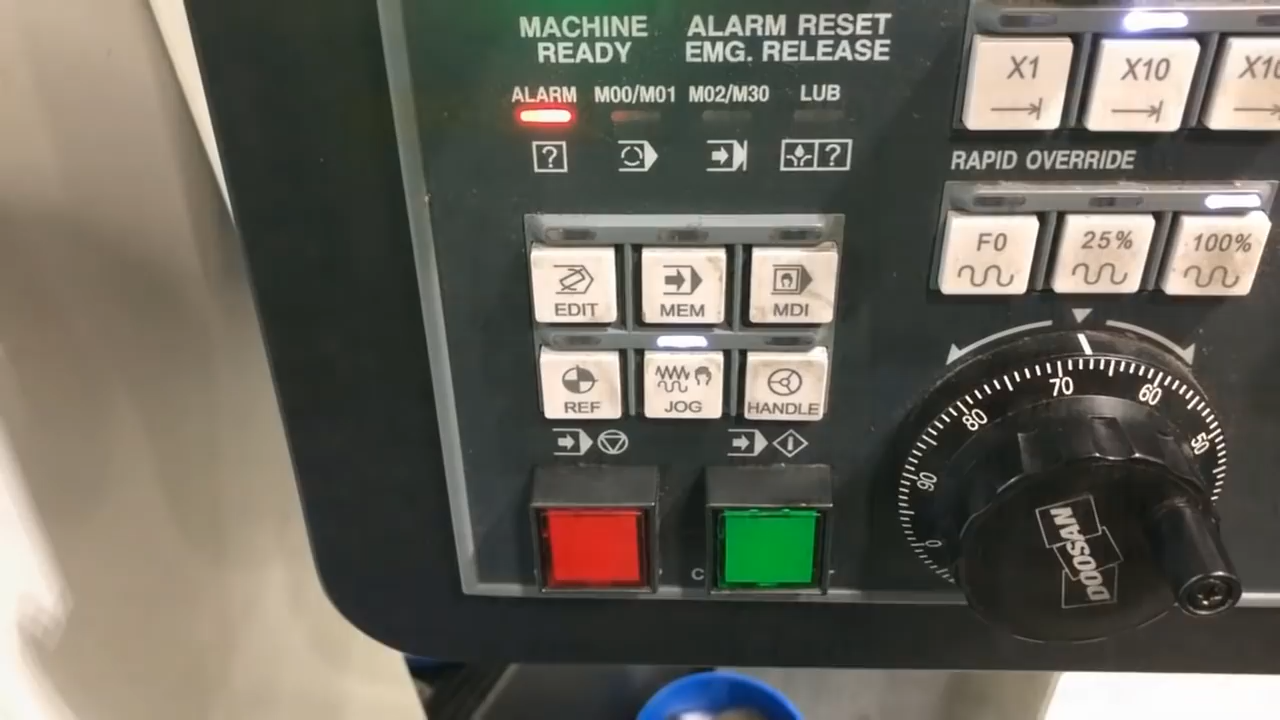 MACHINE
READY
ALARM RESET
EMG. RELEASE
ALARM M00/M01 M02/M30 LUB
? ?
X1 X10
RAPID OVERRIDE
F0 25% 100%
EDIT MEM MDI
REF JOG HANDLE
90 80 70 60 50
0
C
DOOSAN